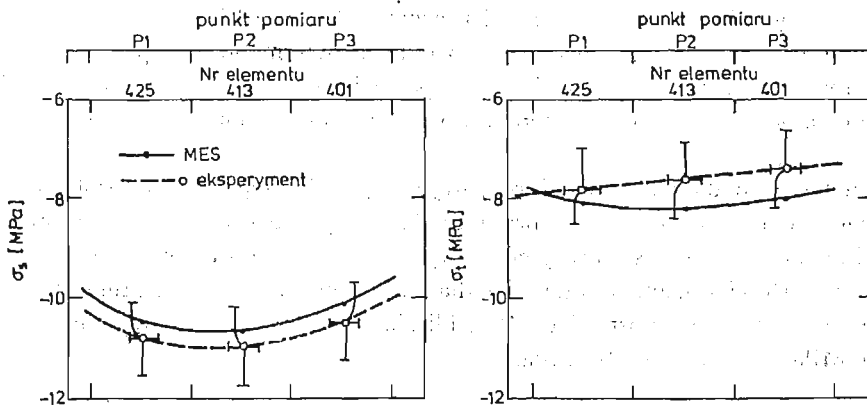 punkt pomiaru
P1 P2 P3
Nr elementu
425 413 401
-6
-8
-10
-12
σs [MPa]
MES
eksperyment
punkt pomiaru
P1 P2 P3
Nr elementu
425 413 401
-6
-8
-10
-12
[MPa]